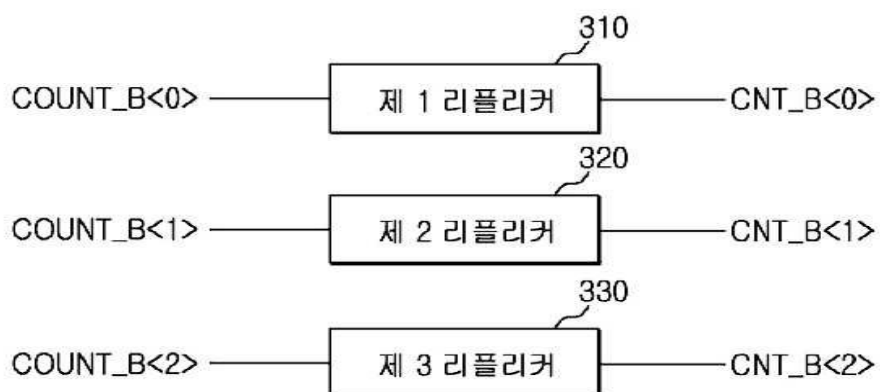 310
COUNT_B<0> 제 1 리플리커 CNT_B<0>
320
COUNT_B<1> 제 2 리플리커 CNT_B<1>
330
COUNT_B<2> 제 3 리플리커 CNT_B<2>